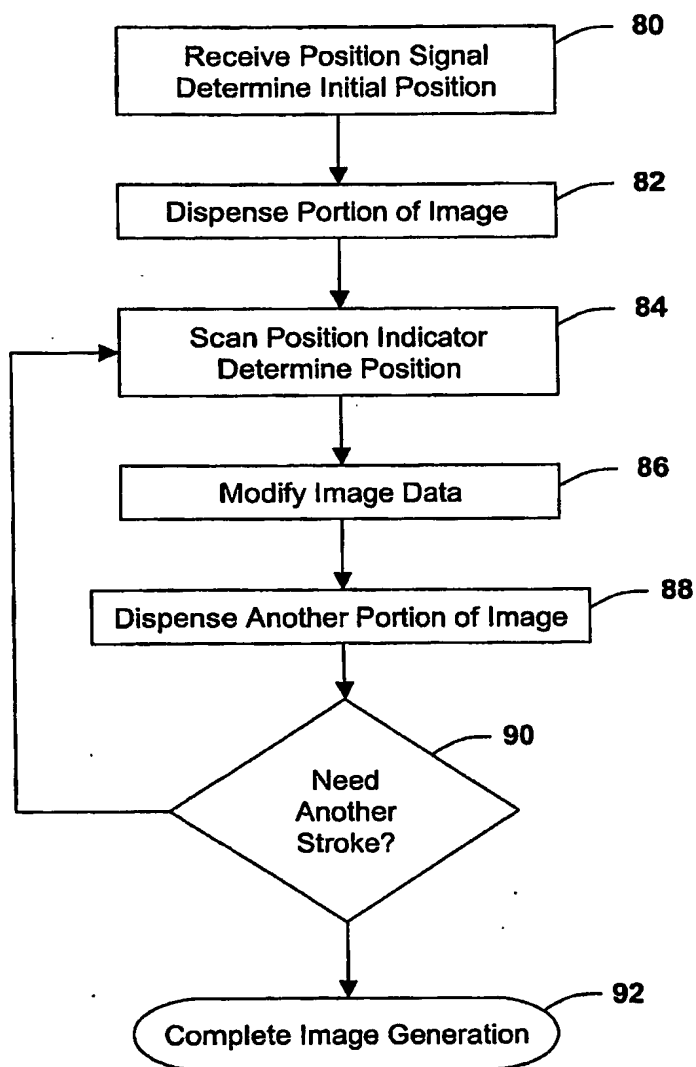 80
Receive Position Signal
Determine Initial Position
82
Dispense Portion of Image
84
Scan Position Indicator
Determine Position
86
Modify Image Data
88
Dispense Another Portion of Image
90
Need
Another
Stroke?
92
Complete Image Generation